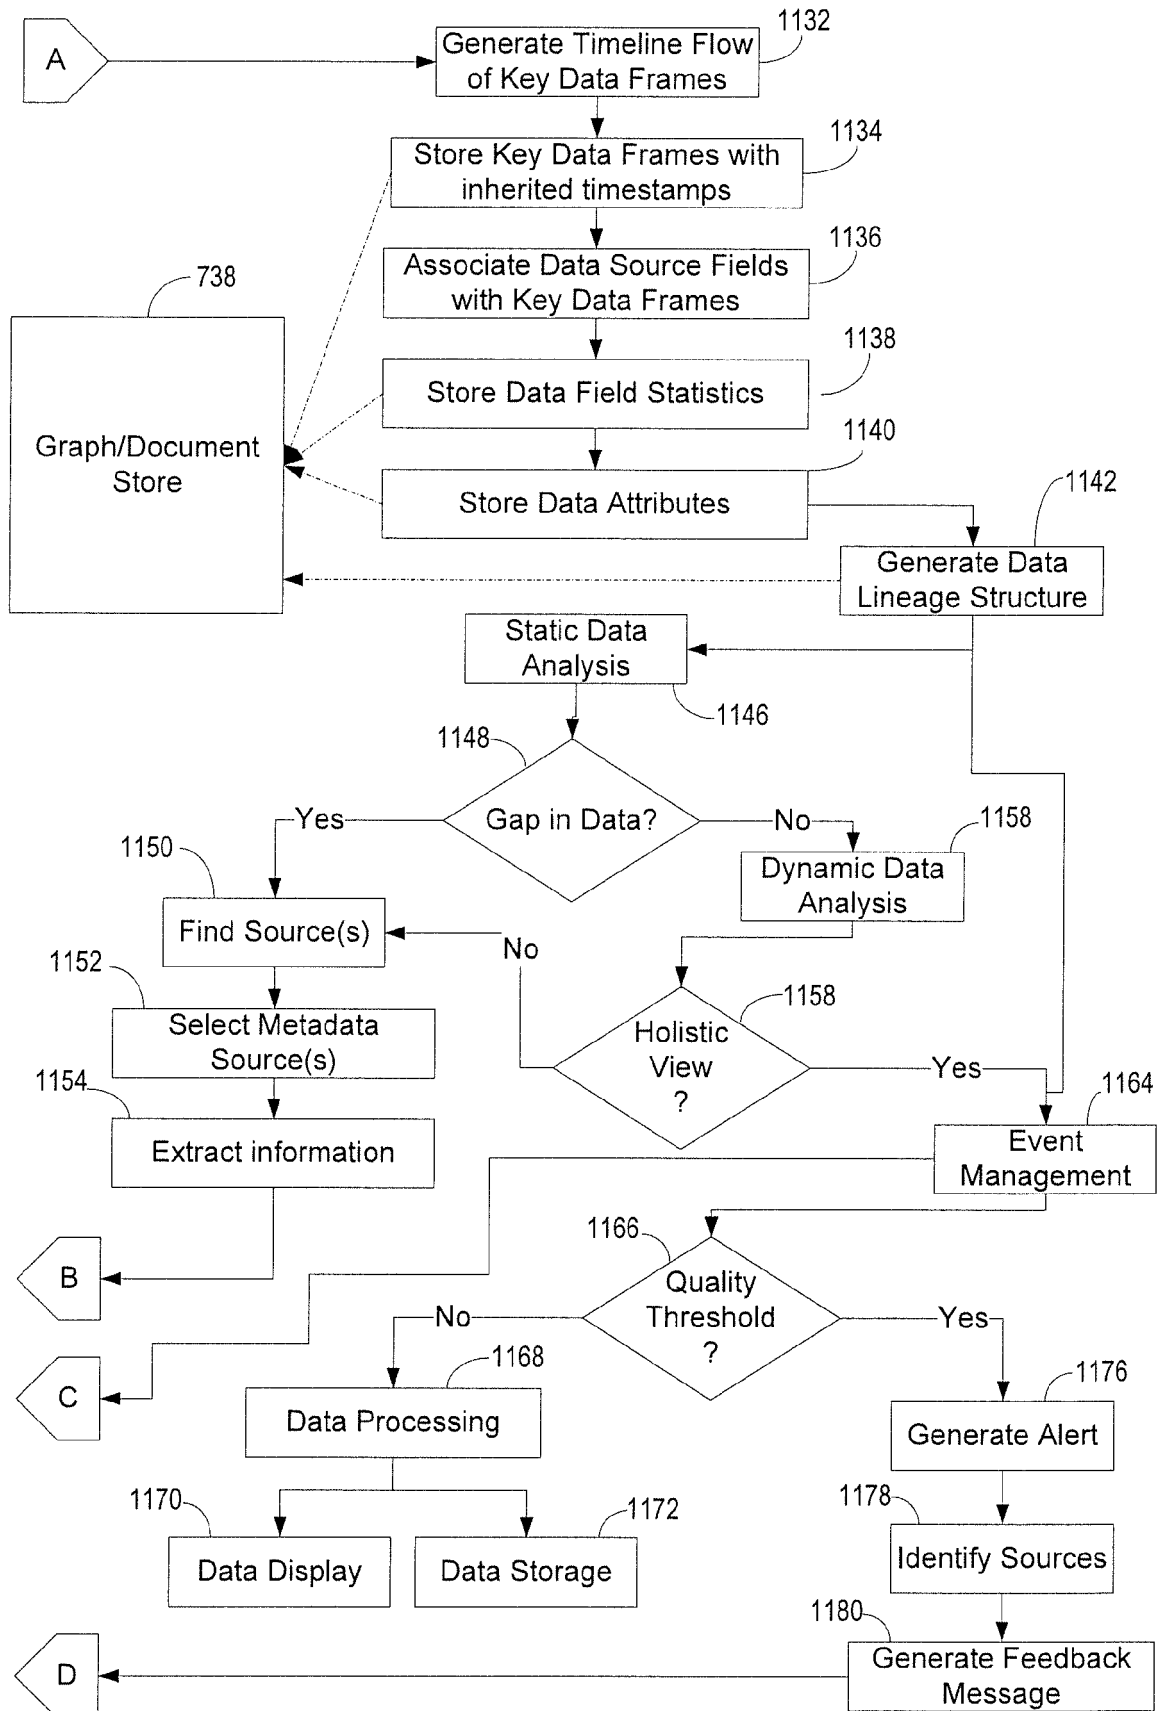 A
1132
Generate Timeline Flow
of Key Data Frames
1134
Store Key Data Frames with
inherited timestamps
1136
Associate Data Source Fields
with Key Data Frames
738
1138
Store Data Field Statistics
Graph/Document
Store
1140
Store Data Attributes
1142
Generate Data
Lineage Structure
Static Data
Analysis
1146
1148
Gap in Data?
Yes
No
1158
Dynamic Data
Analysis
1150
Find Source(s)
No
1152
Select Metadata
Source(s)
1158
Holistic
View
?
Yes
1154
Extract information
1164
Event
Management
B
1166
Quality
Threshold
?
No
Yes
C
1168
Data Processing
1176
Generate Alert
1170
Data Display
1172
Data Storage
1178
Identify Sources
1180
Generate Feedback
Message
D